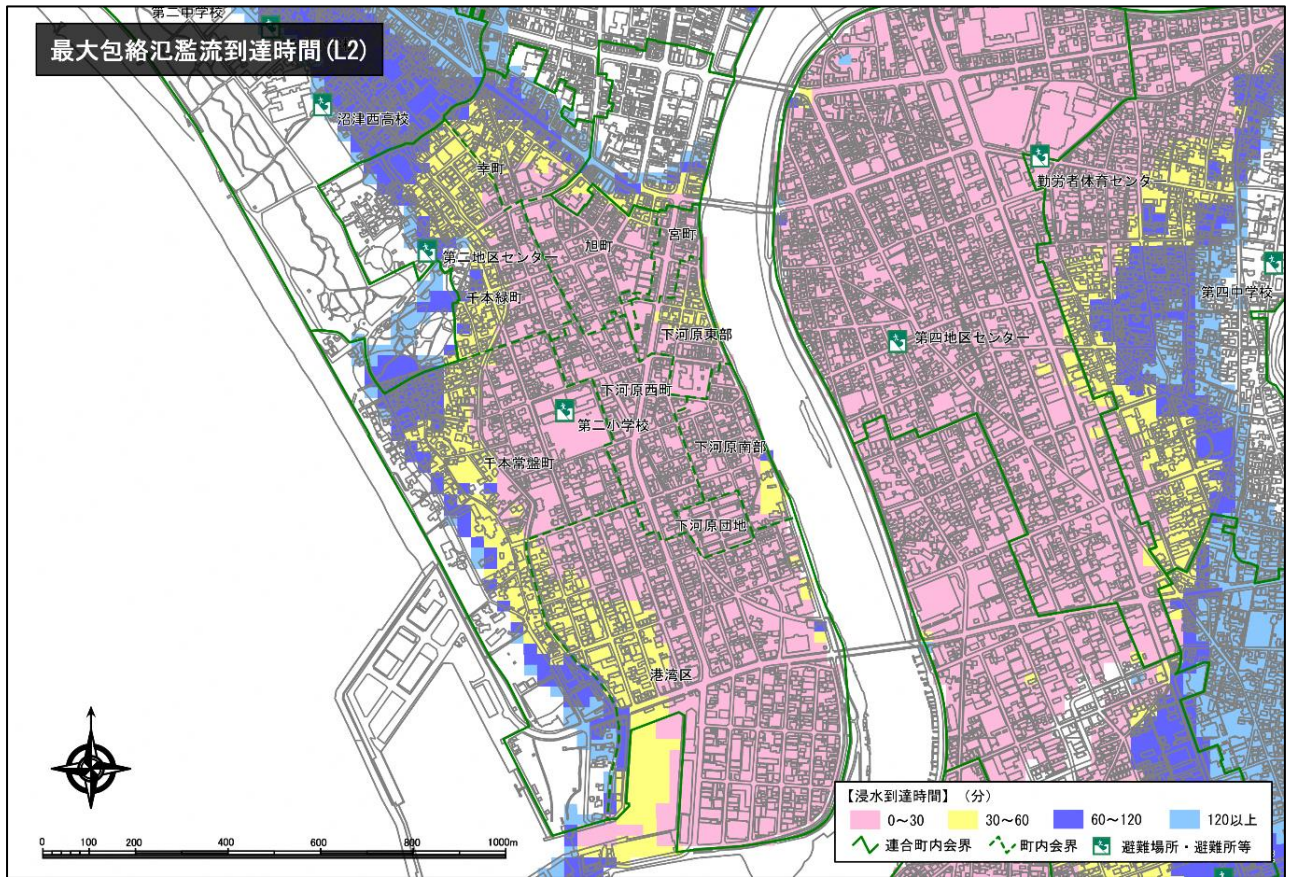 第二中学校
最大包絡氾濫流到達時間(L2)
沼津西高校
幸町
勤労者体育センター
旭町
宮町
第二地区センター
第四中学校
千本緑町
下河原東部
第四地区センター
下河原西町
第二小学校
下河原南部
千本常盤町
下河原団地
港湾区
【浸水到達時間】(分)
0~30 30~60 60~120 120以上
連合町内会界 町内会界 避難場所・避難所等
0 100 200 400 600 800 1000m